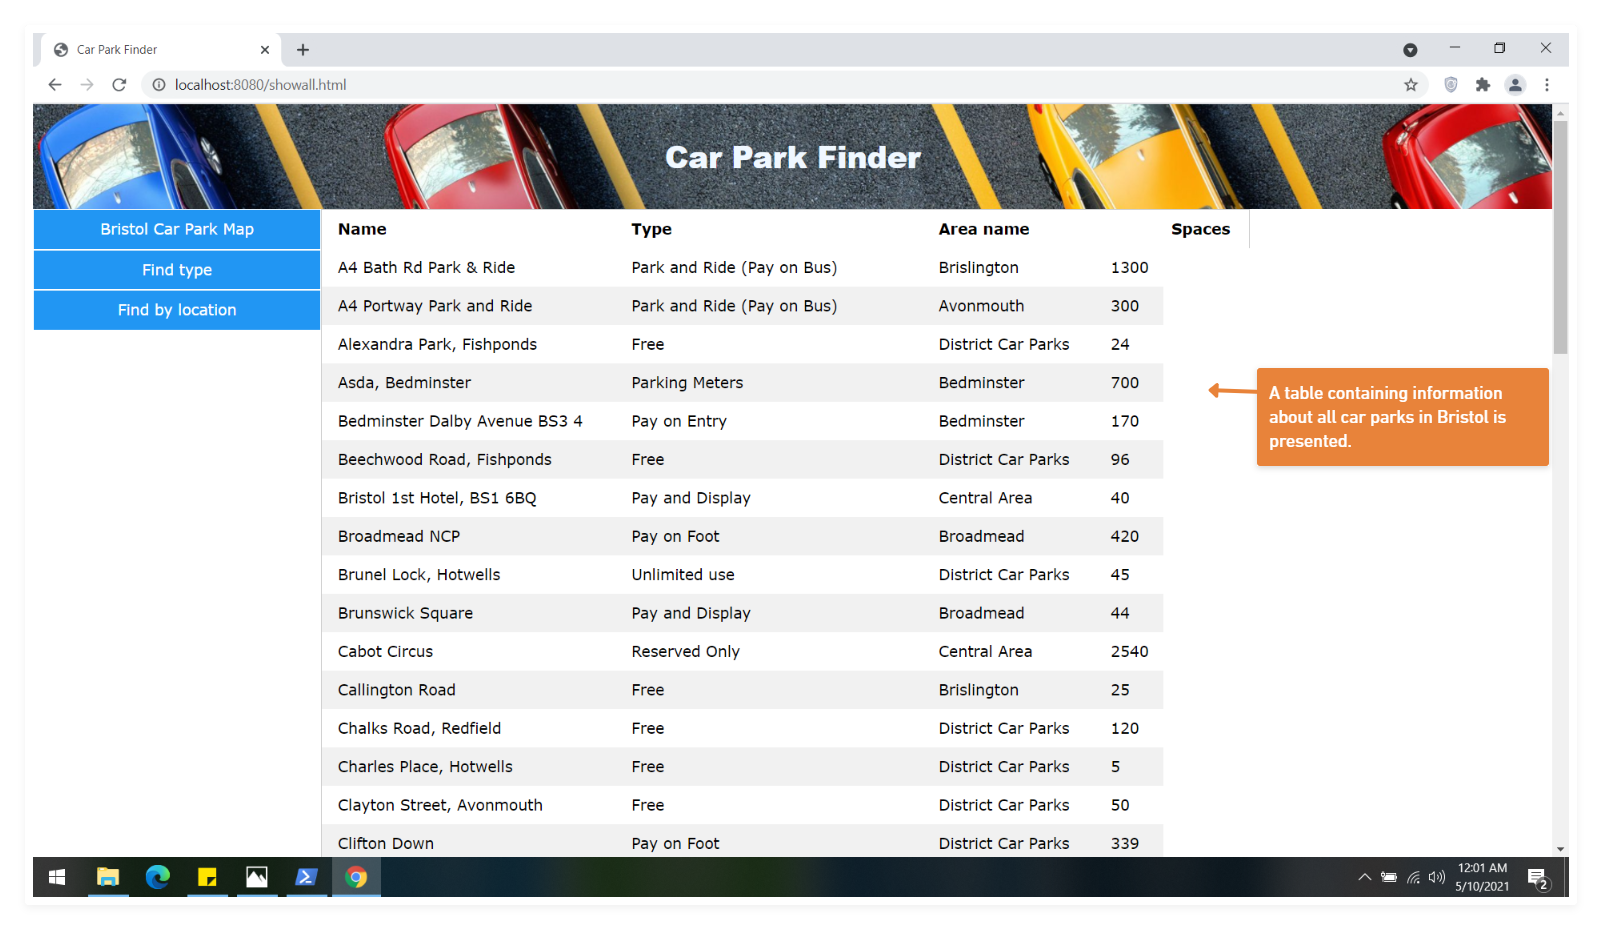 Car Park Finder
localhost:8080/showall.html
Car Park Finder
Bristol Car Park Map
Find type
Find by location
Name Type Area name Spaces
A4 Bath Rd Park & Ride Park and Ride (Pay on Bus) Brislington 1300
A4 Portway Park and Ride Park and Ride (Pay on Bus) Avonmouth 300
Alexandra Park, Fishponds Free District Car Parks 24
Asda, Bedminster Parking Meters Bedminster 700
Bedminster Dalby Avenue BS3 4 Pay on Entry Bedminster 170
Beechwood Road, Fishponds Free District Car Parks 96
Bristol 1st Hotel, BS1 6BQ Pay and Display Central Area 40
Broadmead NCP Pay on Foot Broadmead 420
Brunel Lock, Hotwells Unlimited use District Car Parks 45
Brunswick Square Pay and Display Broadmead 44
Cabot Circus Reserved Only Central Area 2540
Callington Road Free Brislington 25
Chalks Road, Redfield Free District Car Parks 120
Charles Place, Hotwells Free District Car Parks 5
Clayton Street, Avonmouth Free District Car Parks 50
Clifton Down Pay on Foot District Car Parks 339
A table containing information
about all car parks in Bristol is
presented.
12:01 AM
5/10/2021
2